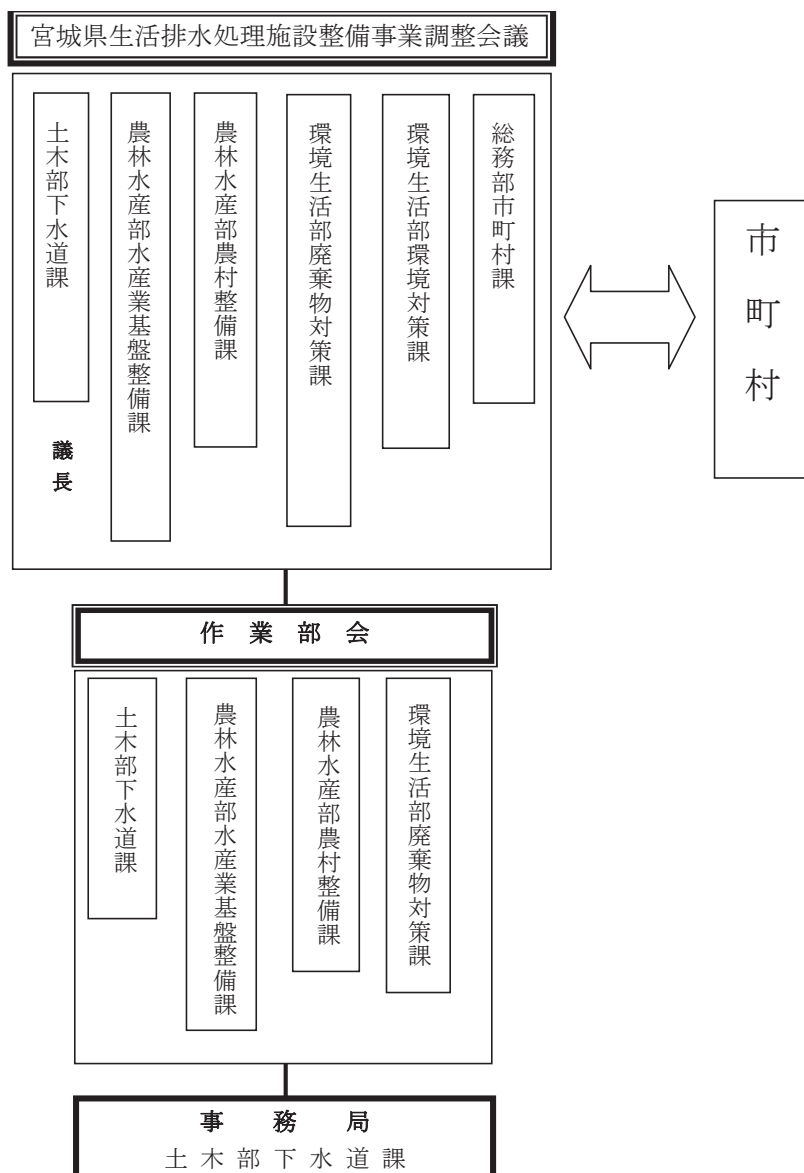 宮城県生活排水処理施設整備事業調整会議
総務部市町村課
環境生活部環境対策課
環境生活部廃棄物対策課
農林水産部農村整備課
農林水産部水産業基盤整備課
土木部下水道課
議長
市町村
作業部会
環境生活部廃棄物対策課
農林水産部農村整備課
農林水産部水産業基盤整備課
土木部下水道課
事務局
土木部下水道課